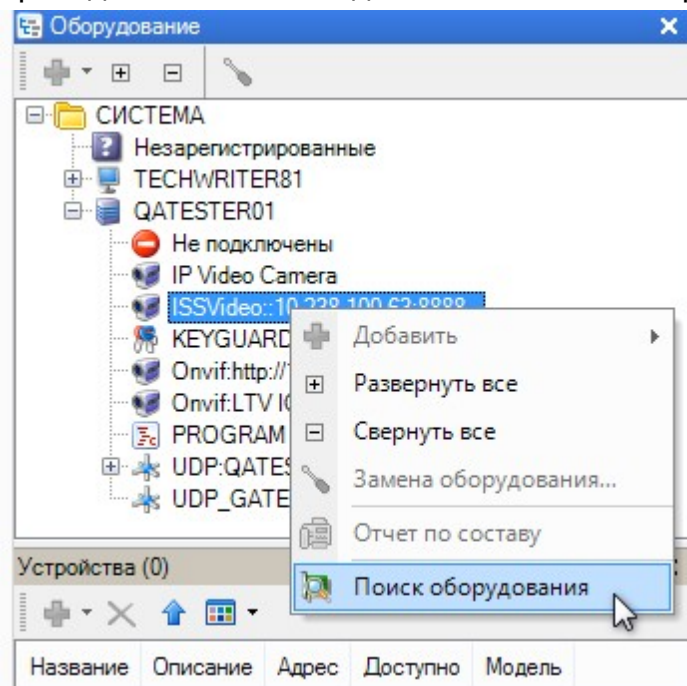 Оборудование
СИСТЕМА
Незарегистрированные
TECHWRITER81
QATESTER01
Не подключены
IP Video Camera
ISSVideo::10.238.100.63:8888
KEYGUARD
Добавить
Onvif:http://
Развернуть все
Onvif:LTV
Свернуть все
PROGRAM
UDP:QATES
Замена оборудования...
UDP_GATE
Отчет по составу
Устройства (0)
Поиск оборудования
Название Описание Адрес Доступно Модель